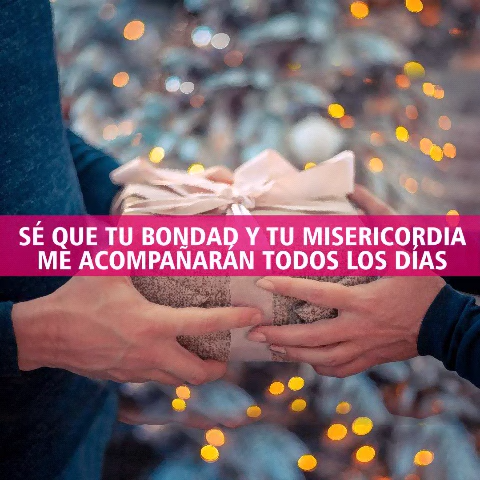 SÉ QUE TU BONDAD Y TU MISERICORDIA
ME ACOMPAÑARÁN TODOS LOS DÍAS